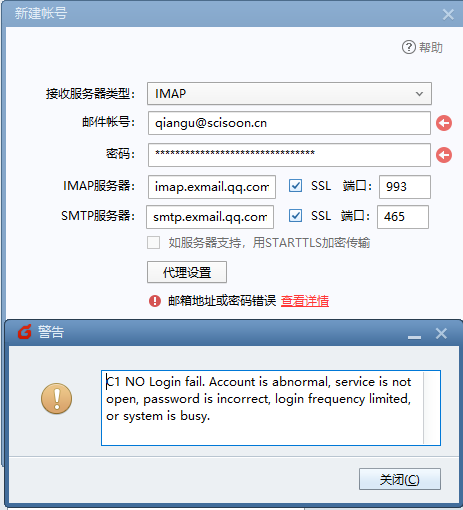 新建帐号
帮助
接收服务器类型: IMAP
邮件帐号: qiangu@scisoon.cn
密码: ********************************
IMAP服务器: imap.exmail.qq.com SSL 端口: 993
SMTP服务器: smtp.exmail.qq.com SSL 端口: 465
如服务器支持，用STARTTLS加密传输
代理设置
邮箱地址或密码错误 查看详情
警告
C1 NO Login fail. Account is abnormal, service is not
open, password is incorrect, login frequency limited,
or system is busy.
关闭(C)